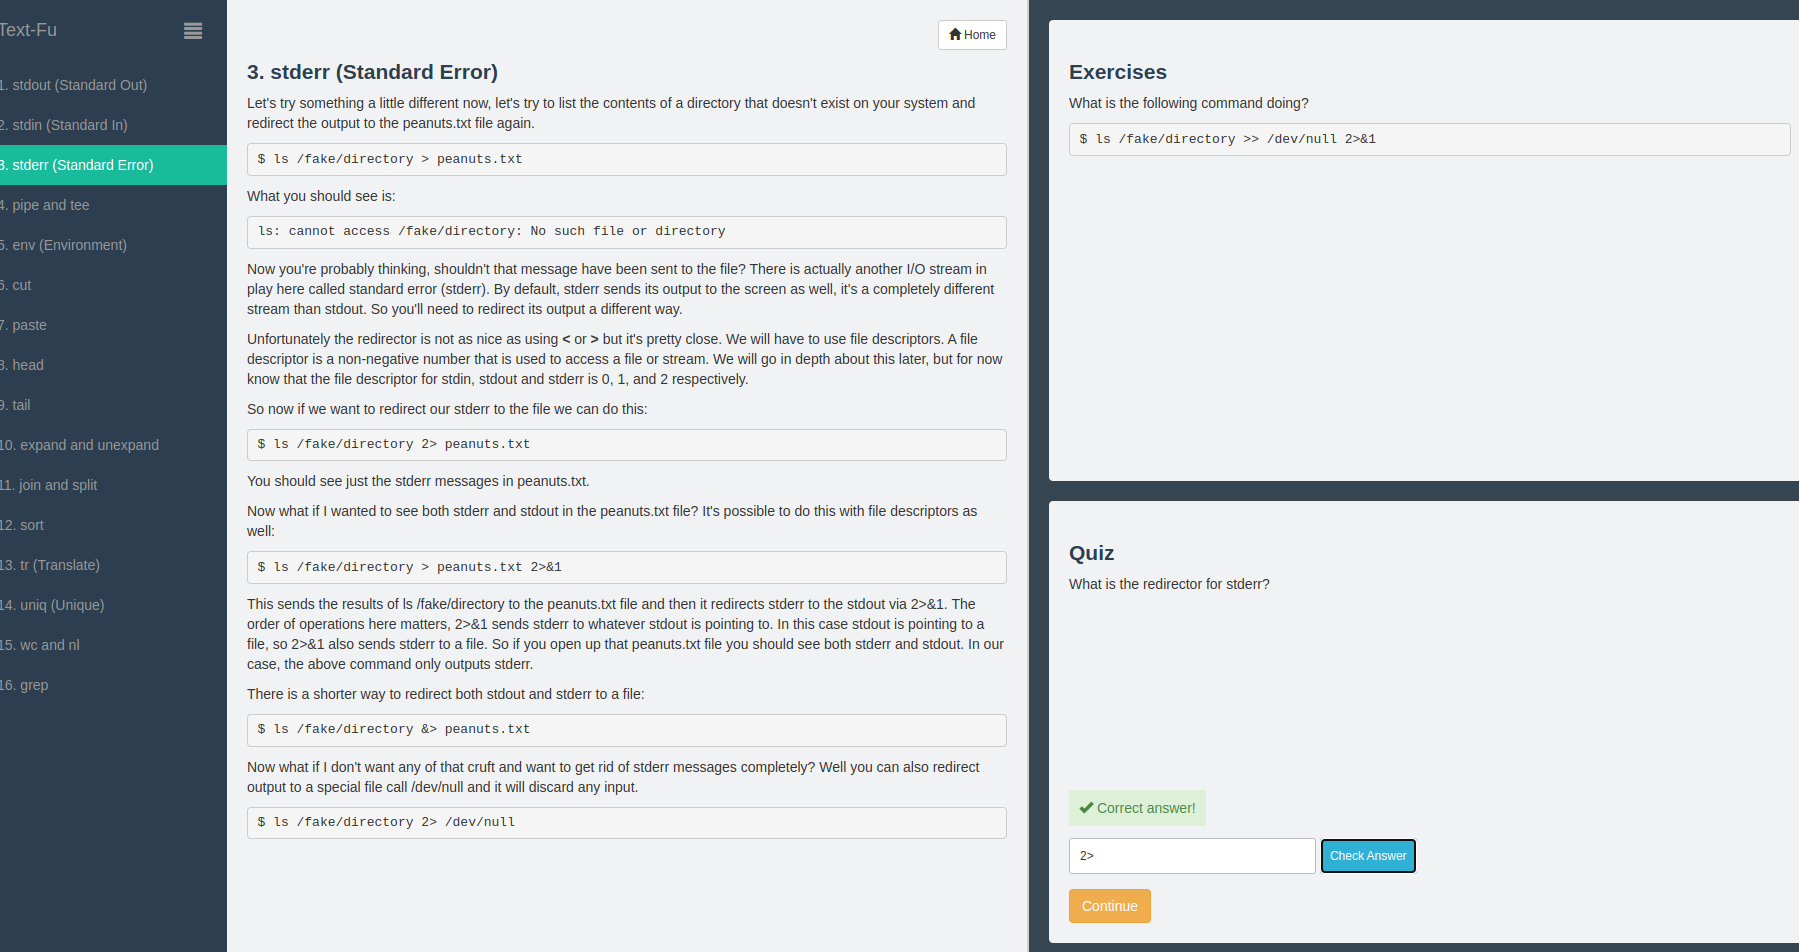 Text-Fu
1. stdout (Standard Out)
2. stdin (Standard In)
3. stderr (Standard Error)
4. pipe and tee
5. env (Environment)
6. cut
7. paste
8. head
9. tail
10. expand and unexpand
11. join and split
12. sort
13. tr (Translate)
14. uniq (Unique)
15. wc and nl
16. grep
Home
3. stderr (Standard Error)
Let's try something a little different now, let's try to list the contents of a directory that doesn't exist on your system and
redirect the output to the peanuts.txt file again.
$ ls /fake/directory > peanuts.txt
What you should see is:
ls: cannot access /fake/directory: No such file or directory
Now you're probably thinking, shouldn't that message have been sent to the file? There is actually another I/O stream in
play here called standard error (stderr). By default, stderr sends its output to the screen as well, it's a completely different
stream than stdout. So you'll need to redirect its output a different way.
Unfortunately the redirector is not as nice as using < or > but it's pretty close. We will have to use file descriptors. A file
descriptor is a non-negative number that is used to access a file or stream. We will go in depth about this later, but for now
know that the file descriptor for stdin, stdout and stderr is 0, 1, and 2 respectively.
So now if we want to redirect our stderr to the file we can do this:
$ ls /fake/directory 2> peanuts.txt
You should see just the stderr messages in peanuts.txt.
Now what if I wanted to see both stderr and stdout in the peanuts.txt file? It's possible to do this with file descriptors as
well:
$ ls /fake/directory > peanuts.txt 2>&1
This sends the results of ls /fake/directory to the peanuts.txt file and then it redirects stderr to the stdout via 2>&1. The
order of operations here matters, 2>&1 sends stderr to whatever stdout is pointing to. In this case stdout is pointing to a
file, so 2>&1 also sends stderr to a file. So if you open up that peanuts.txt file you should see both stderr and stdout. In our
case, the above command only outputs stderr.
There is a shorter way to redirect both stdout and stderr to a file:
$ ls /fake/directory &> peanuts.txt
Now what if I don't want any of that cruft and want to get rid of stderr messages completely? Well you can also redirect
output to a special file call /dev/null and it will discard any input.
$ ls /fake/directory 2> /dev/null
Exercises
What is the following command doing?
$ ls /fake/directory >> /dev/null 2>&1
Quiz
What is the redirector for stderr?
Correct answer!
2>
Check Answer
Continue